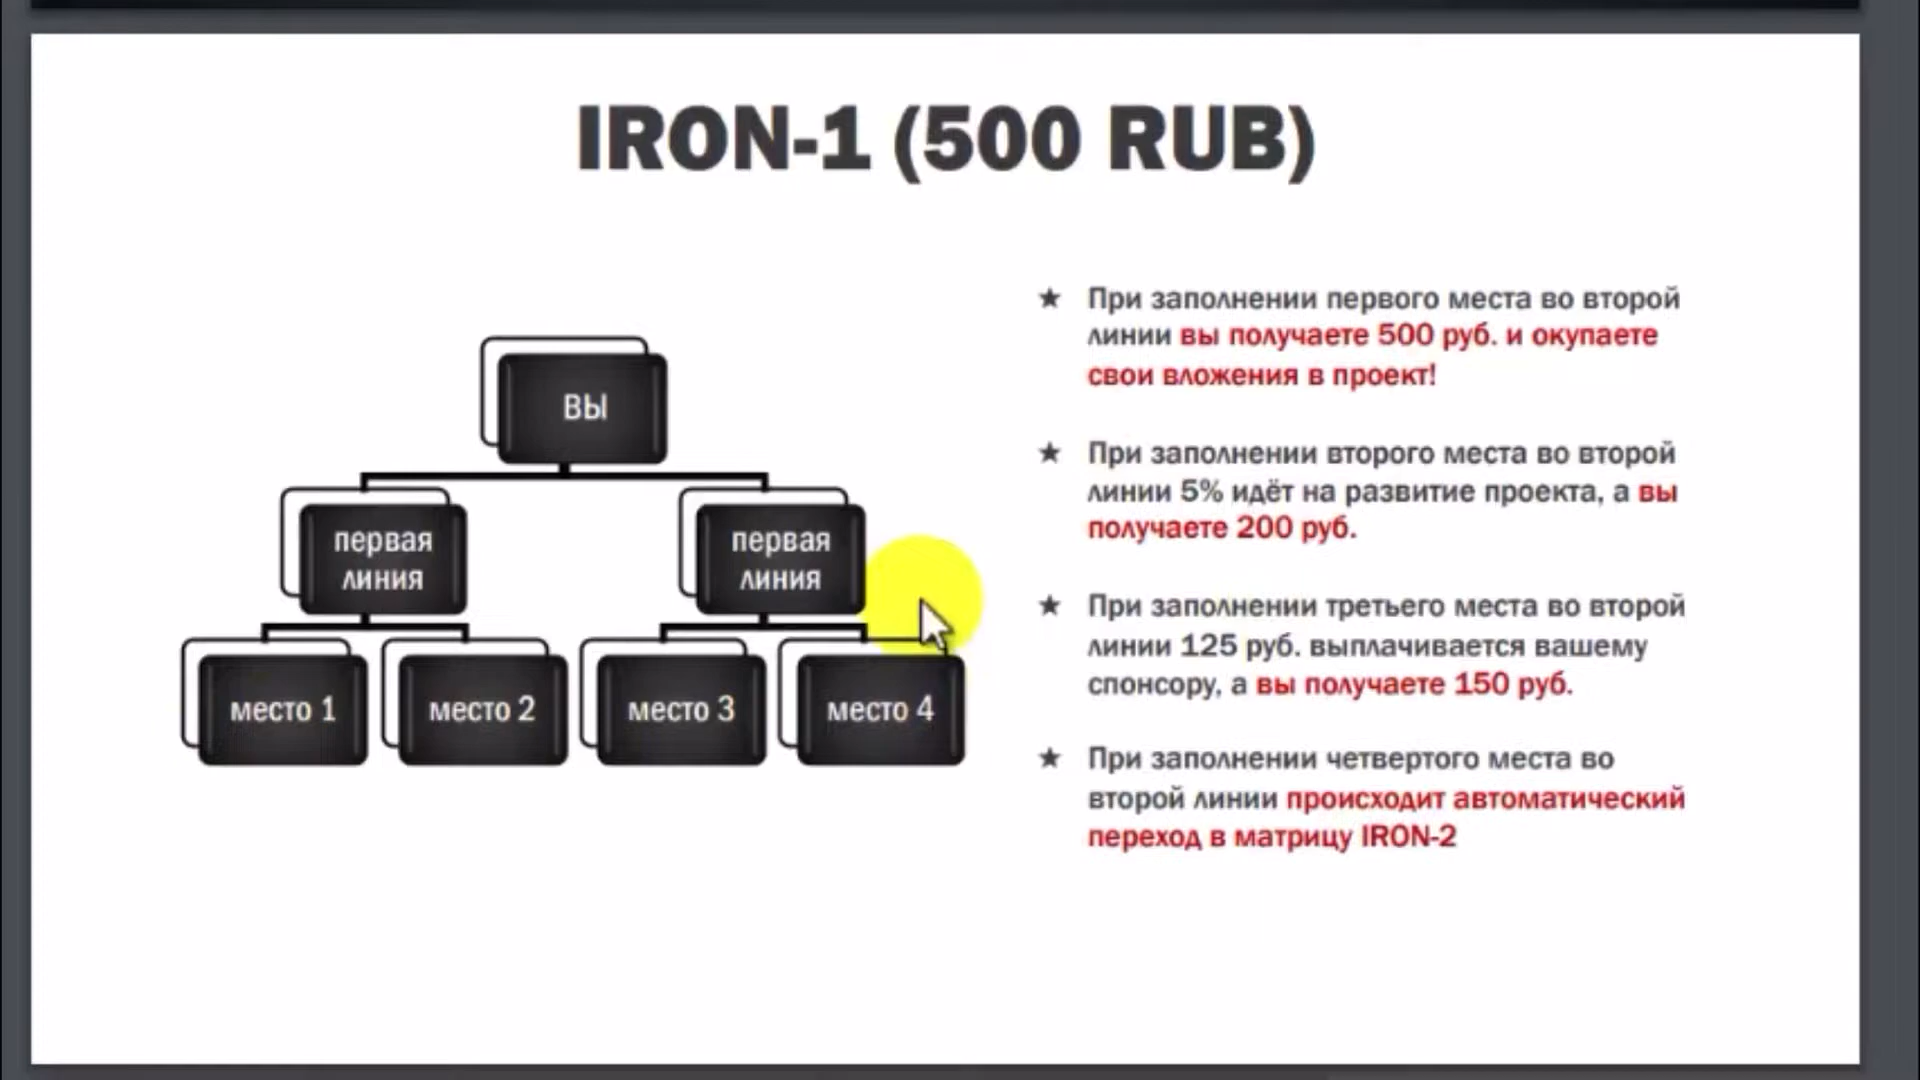 IRON-1 (500 RUB)
ВЫ
первая
линия
первая
линия
место 1
место 2
место 3
место 4
★ При заполнении первого места во второй
линии вы получаете 500 руб. и окупаете
свои вложения в проект!
★ При заполнении второго места во второй
линии 5% идёт на развитие проекта, а вы
получаете 200 руб.
★ При заполнении третьего места во второй
линии 125 руб. выплачивается вашему
спонсору, а вы получаете 150 руб.
★ При заполнении четвертого места во
второй линии происходит автоматический
переход в матрицу IRON-2